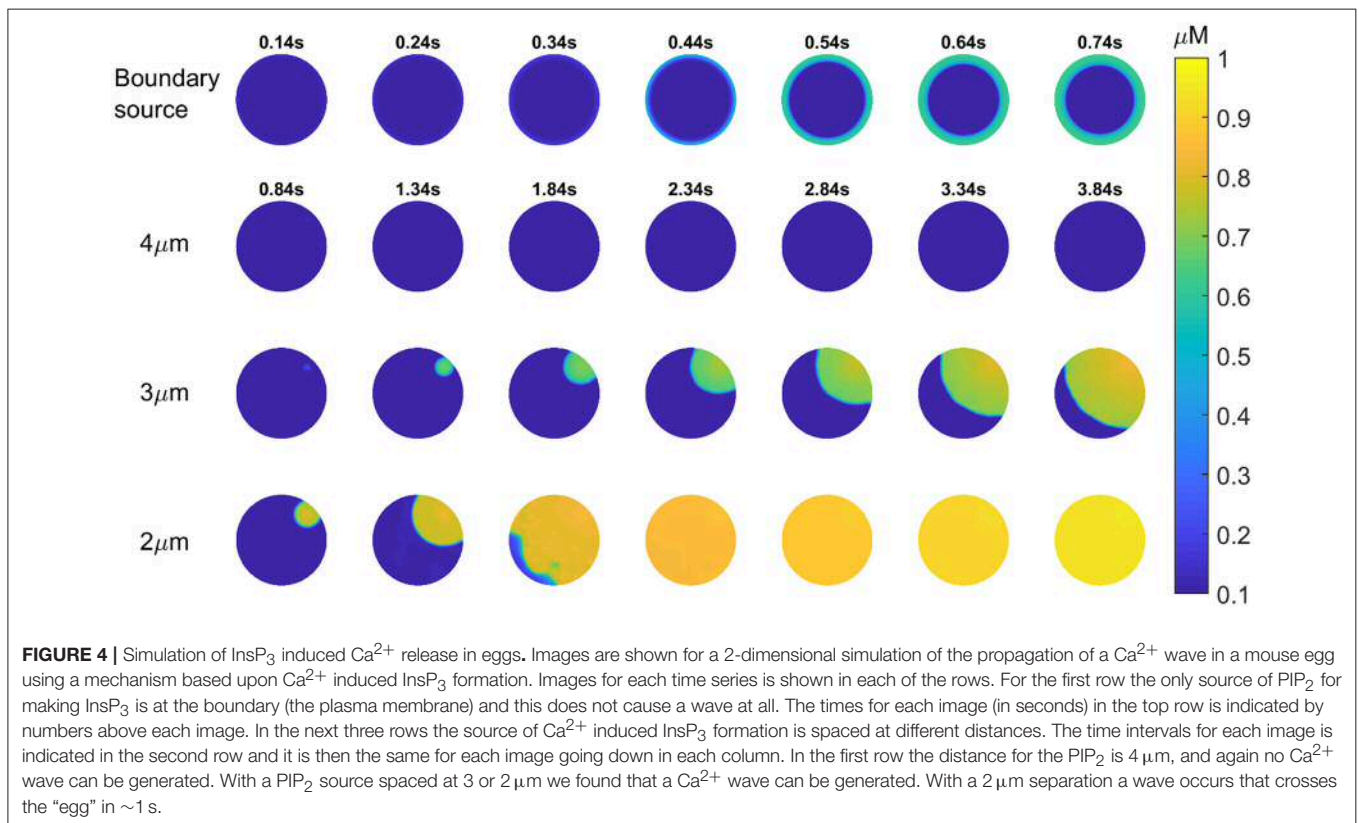 0.14s 0.24s 0.34s 0.44s 0.54s 0.64s 0.74s
μM
Boundary
source
0.84s 1.34s 1.84s 2.34s 2.84s 3.34s 3.84s
4μm
3μm
2μm
1
0.9
0.8
0.7
0.6
0.5
0.4
0.3
0.2
0.1
FIGURE 4 | Simulation of InsP3 induced Ca2+ release in eggs. Images are shown for a 2-dimensional simulation of the propagation of a Ca2+ wave in a mouse egg
using a mechanism based upon Ca2+ induced InsP3 formation. Images for each time series is shown in each of the rows. For the first row the only source of PIP2 for
making InsP3 is at the boundary (the plasma membrane) and this does not cause a wave at all. The times for each image (in seconds) in the top row is indicated by
numbers above each image. In the next three rows the source of Ca2+ induced InsP3 formation is spaced at different distances. The time intervals for each image is
indicated in the second row and it is then the same for each image going down in each column. In the first row the distance for the PIP2 is 4 μm, and again no Ca2+
wave can be generated. With a PIP2 source spaced at 3 or 2 μm we found that a Ca2+ wave can be generated. With a 2 μm separation a wave occurs that crosses
the “egg” in ∼1 s.